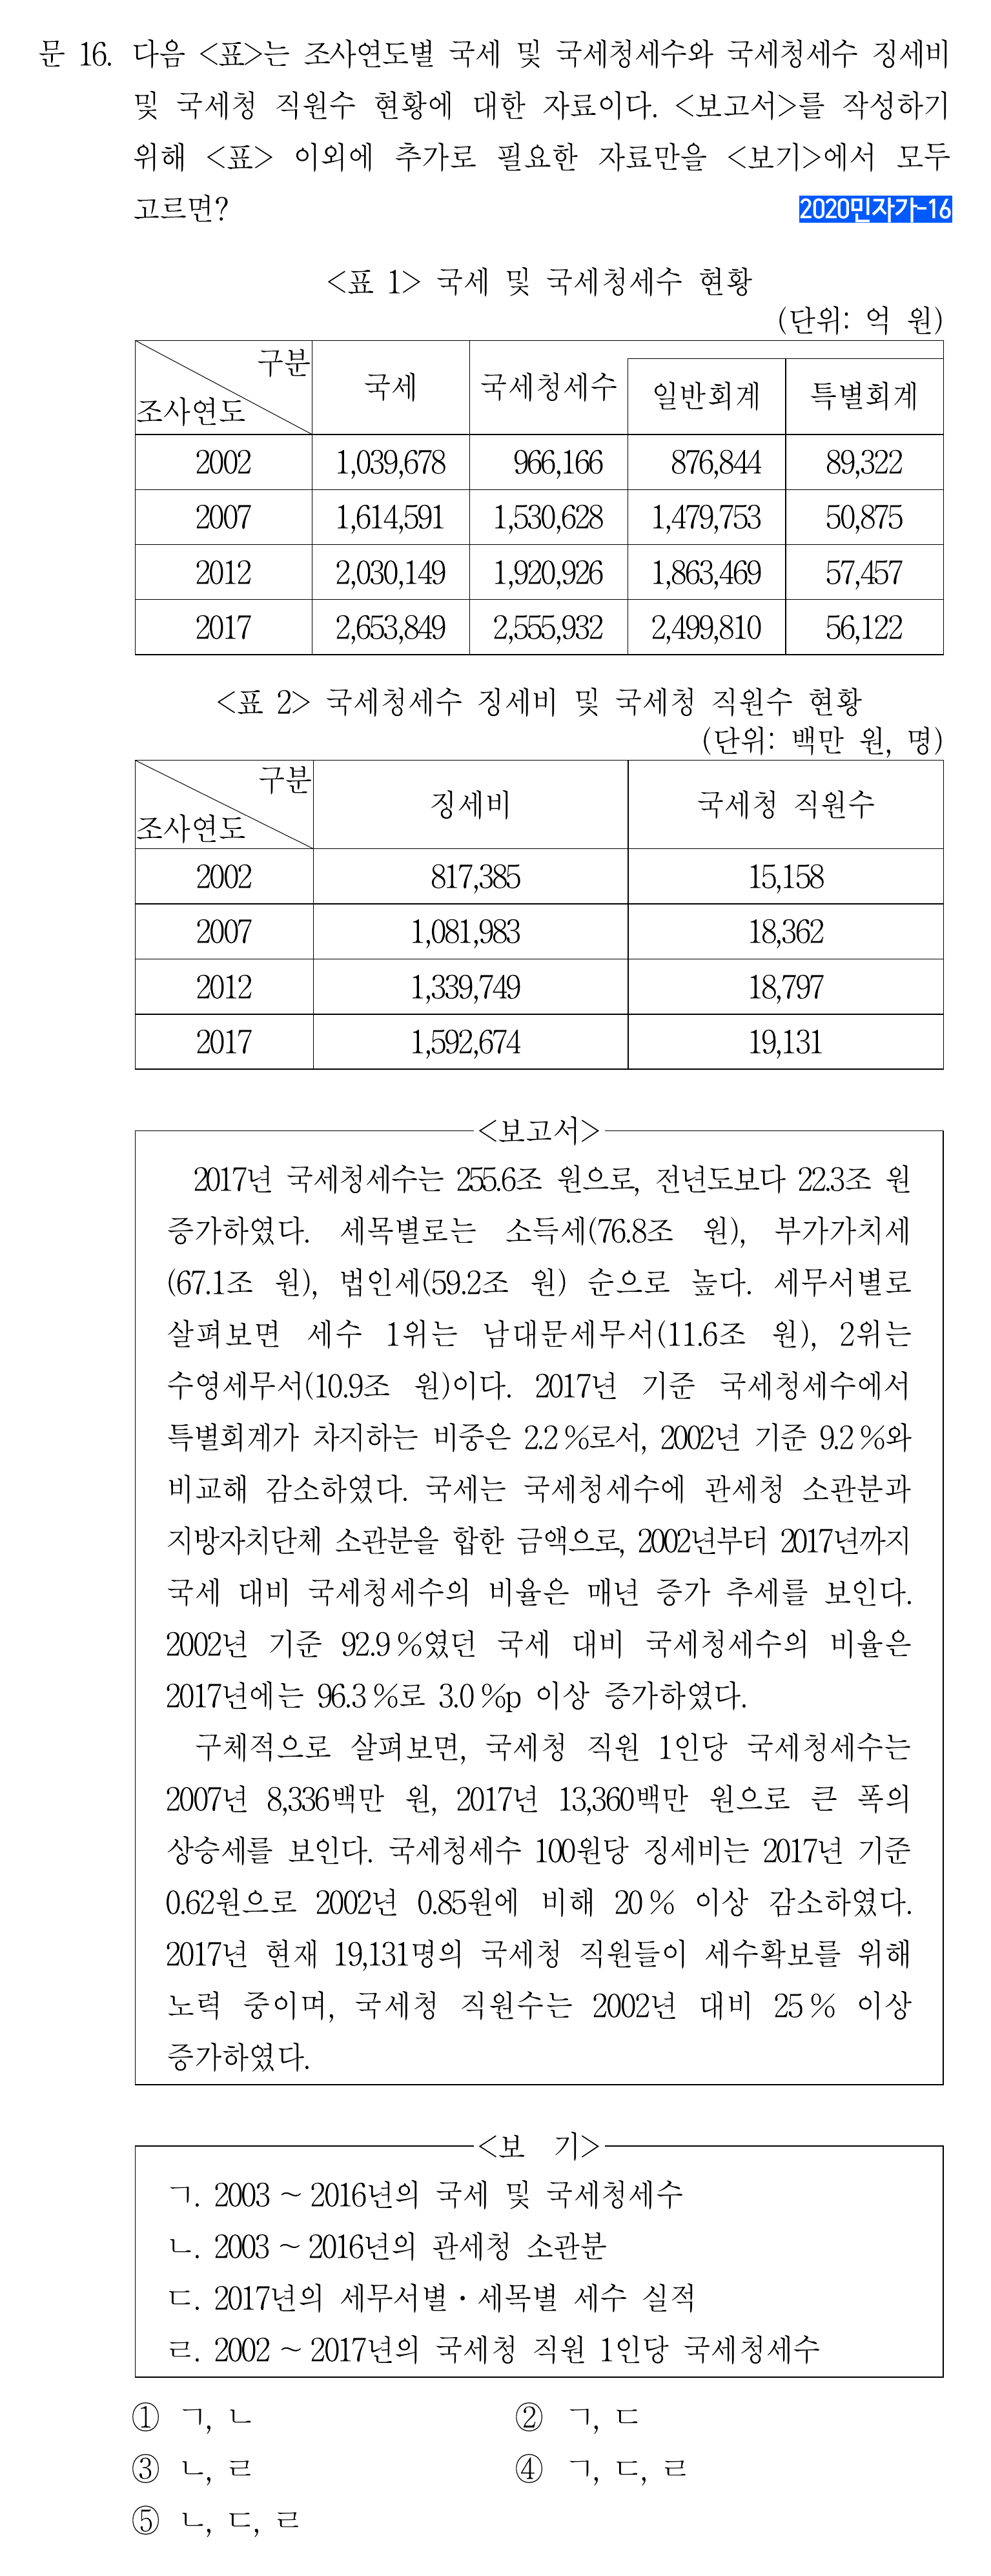 문 16. 다음 <표>는 조사연도별 국세 및 국세청세수와 국세청세수 징세비
및 국세청 직원수 현황에 대한 자료이다. <보고서>를 작성하기
위해 <표> 이외에 추가로 필요한 자료만을 <보기>에서 모두
고르면?
2020민자가-16
<표 1> 국세 및 국세청세수 현황
(단위: 억 원)
구분
조사연도
국세 국세청세수 일반회계 특별회계
2002 1,039,678 966,166 876,844 89,322
2007 1,614,591 1,530,628 1,479,753 50,875
2012 2,030,149 1,920,926 1,863,469 57,457
2017 2,653,849 2,555,932 2,499,810 56,122
<표 2> 국세청세수 징세비 및 국세청 직원수 현황
(단위: 백만 원, 명)
구분
조사연도
징세비 국세청 직원수
2002 817,385 15,158
2007 1,081,983 18,362
2012 1,339,749 18,797
2017 1,592,674 19,131
<보고서>
2017년 국세청세수는 255.6조 원으로, 전년도보다 22.3조 원
증가하였다. 세목별로는 소득세(76.8조 원), 부가가치세
(67.1조 원), 법인세(59.2조 원) 순으로 높다. 세무서별로
살펴보면 세수 1위는 남대문세무서(11.6조 원), 2위는
수영세무서(10.9조 원)이다. 2017년 기준 국세청세수에서
특별회계가 차지하는 비중은 2.2 %로서, 2002년 기준 9.2 %와
비교해 감소하였다. 국세는 국세청세수에 관세청 소관분과
지방자치단체 소관분을 합한 금액으로, 2002년부터 2017년까지
국세 대비 국세청세수의 비율은 매년 증가 추세를 보인다.
2002년 기준 92.9 %였던 국세 대비 국세청세수의 비율은
2017년에는 96.3 %로 3.0 %p 이상 증가하였다.
구체적으로 살펴보면, 국세청 직원 1인당 국세청세수는
2007년 8,336백만 원, 2017년 13,360백만 원으로 큰 폭의
상승세를 보인다. 국세청세수 100원당 징세비는 2017년 기준
0.62원으로 2002년 0.85원에 비해 20 % 이상 감소하였다.
2017년 현재 19,131명의 국세청 직원들이 세수확보를 위해
노력 중이며, 국세청 직원수는 2002년 대비 25 % 이상
증가하였다.
<보 기>
ㄱ. 2003 ~ 2016년의 국세 및 국세청세수
ㄴ. 2003 ~ 2016년의 관세청 소관분
ㄷ. 2017년의 세무서별·세목별 세수 실적
ㄹ. 2002 ~ 2017년의 국세청 직원 1인당 국세청세수
① ㄱ, ㄴ ② ㄱ, ㄷ
③ ㄴ, ㄹ ④ ㄱ, ㄷ, ㄹ
⑤ ㄴ, ㄷ, ㄹ